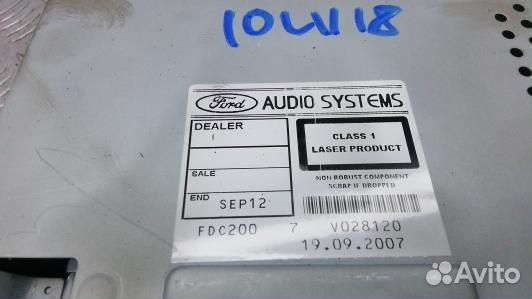 10LV18
Ford AUDIO SYSTEMS
DEALER
CLASS 1
LASER PRODUCT
SALE
NON ROBUST COMPONENT
SCRAP IF DROPPED
END SEP12
FDC200 7 V028120
19.09.2007
Avito